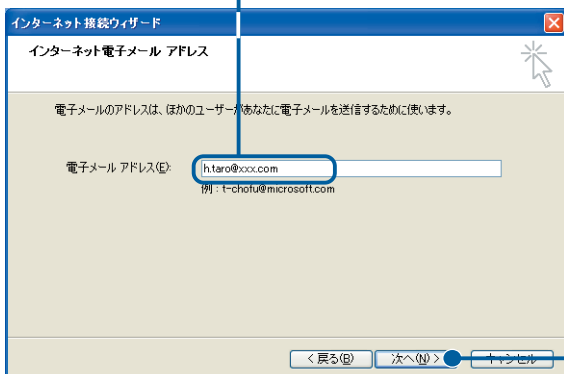 インターネット接続ウィザード
インターネット電子メール アドレス
電子メールのアドレスは、ほかのユーザーがあなたに電子メールを送信するために使います。
電子メール アドレス(E):
h.taro@xxx.com
例 : t-chofu@microsoft.com
< 戻る(B)
次へ(N) >
キャンセル